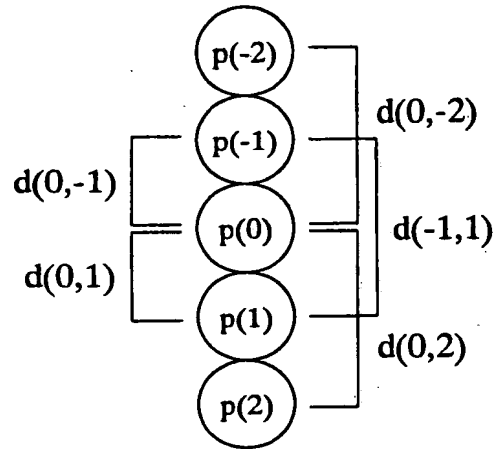 p(-2)
d(0,-2)
p(-1)
d(0,-1)
p(0)
d(-1,1)
d(0,1)
p(1)
d(0,2)
p(2)